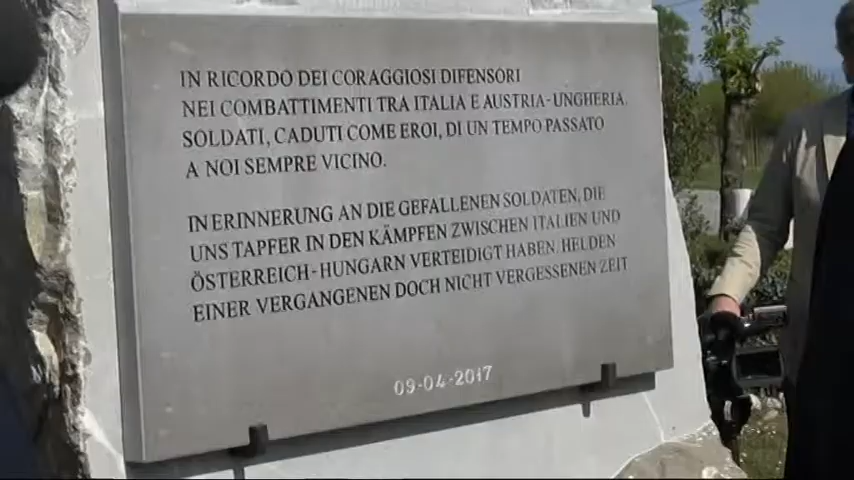 IN RICORDO DEI CORAGGIOSI DIFENSORI
NEI COMBATTIMENTI TRA ITALIA E AUSTRIA-UNGHERIA.
SOLDATI, CADUTI COME EROI, DI UN TEMPO PASSATO
A NOI SEMPRE VICINO.
IN ERINNERUNG AN DIE GEFALLENEN SOLDATEN, DIE
UNS TAPFER IN DEN KÄMPFEN ZWISCHEN ITALIEN UND
ÖSTERREICH-HUNGARN VERTEIDIGT HABEN. HELDEN
EINER VERGANGENEN DOCH NICHT VERGESSENEN ZEIT
09-04-2017